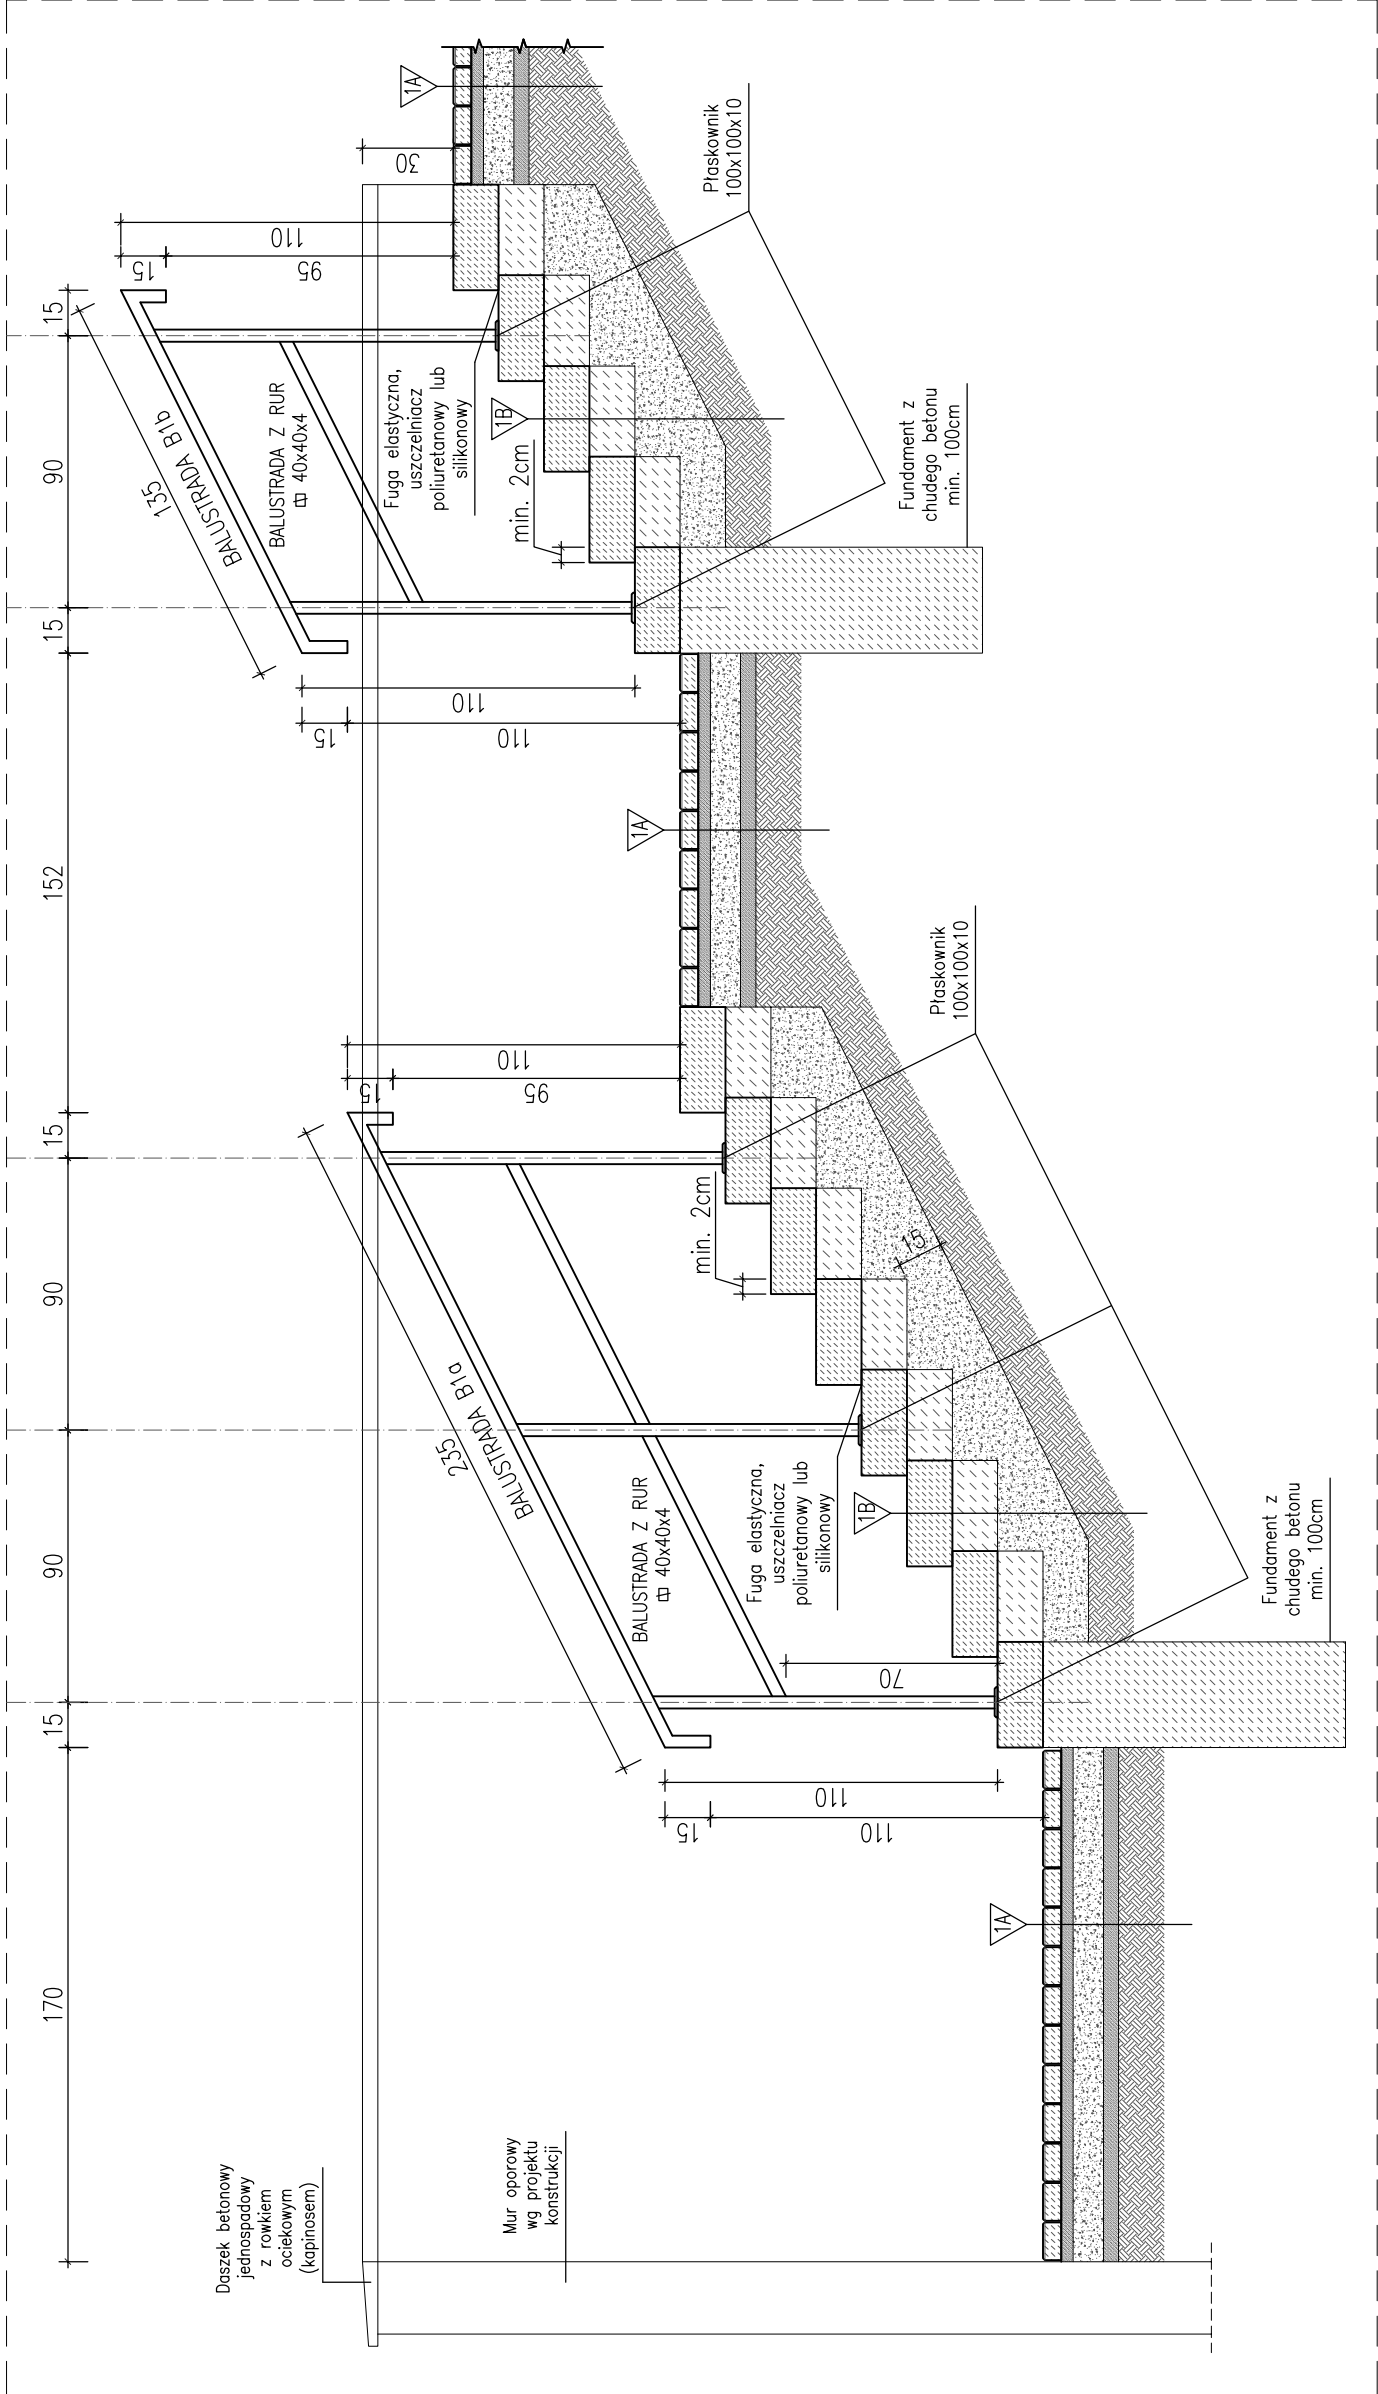 170
15
90
90
15
152
15
90
15
Daszek betonowy
jednospadowy
z rowkiem
ociekowym
(kapinosem)
Mur oporowy
wg projektu
konstrukcji
1A
15
110
110
235
BALUSTRADA B1a
BALUSTRADA Z RUR
40x40x4
70
Fuga elastyczna,
uszczelniacz
poliuretanowy lub
silikonowy
1B
min. 2cm
15
15
95
110
Fundament z
chudego betonu
min. 100cm
Płaskownik
100x100x10
1A
15
110
110
135
BALUSTRADA B1b
BALUSTRADA Z RUR
40x40x4
Fuga elastyczna,
uszczelniacz
poliuretanowy lub
silikonowy
1B
min. 2cm
15
95
110
30
1A
Fundament z
chudego betonu
min. 100cm
Płaskownik
100x100x10